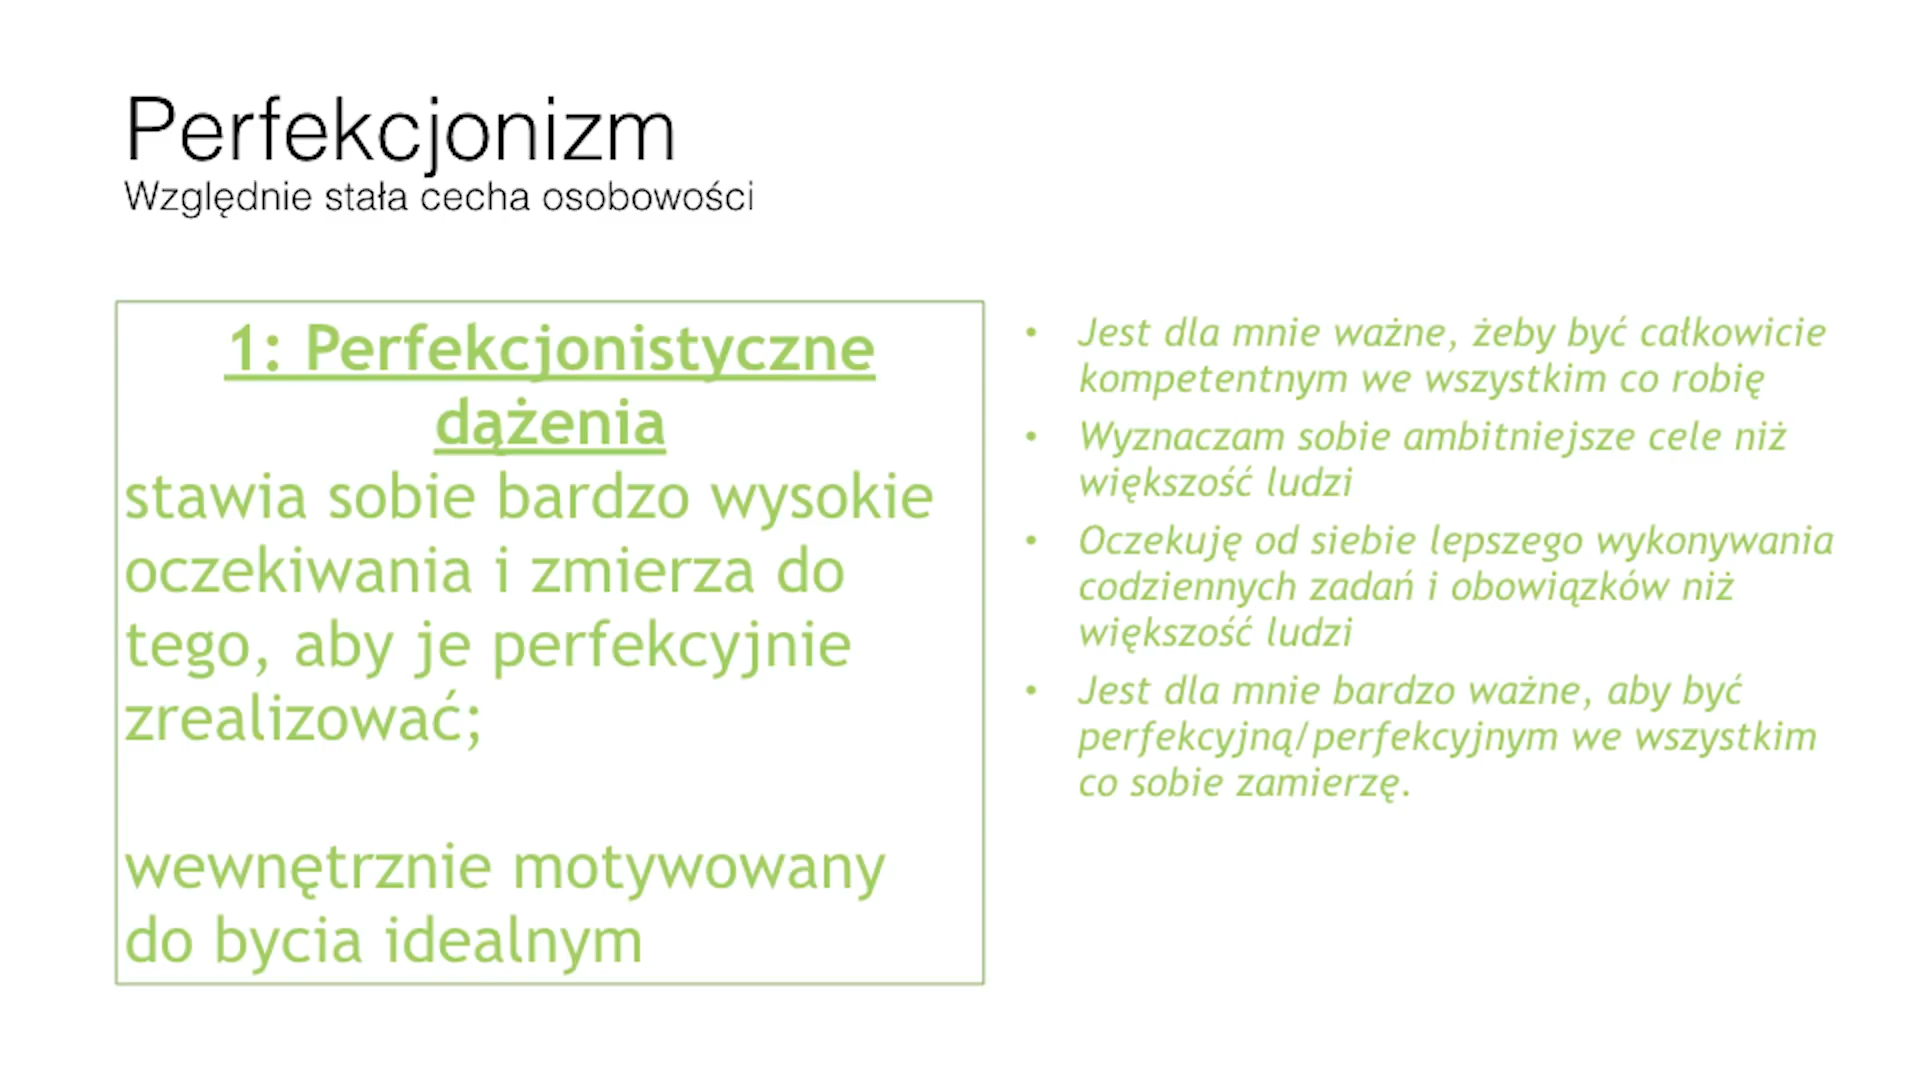 Perfekcjonizm
Względnie stała cecha osobowości
1: Perfekcjonistyczne
dążenia
stawia sobie bardzo wysokie
oczekiwania i zmierza do
tego, aby je perfekcyjnie
zrealizować;
wewnętrznie motywowany
do bycia idealnym
• Jest dla mnie ważne, żeby być całkowicie
kompetentnym we wszystkim co robię
• Wyznaczam sobie ambitniejsze cele niż
większość ludzi
• Oczekuję od siebie lepszego wykonywania
codziennych zadań i obowiązków niż
większość ludzi
• Jest dla mnie bardzo ważne, aby być
perfekcyjną/perfekcyjnym we wszystkim
co sobie zamierzę.